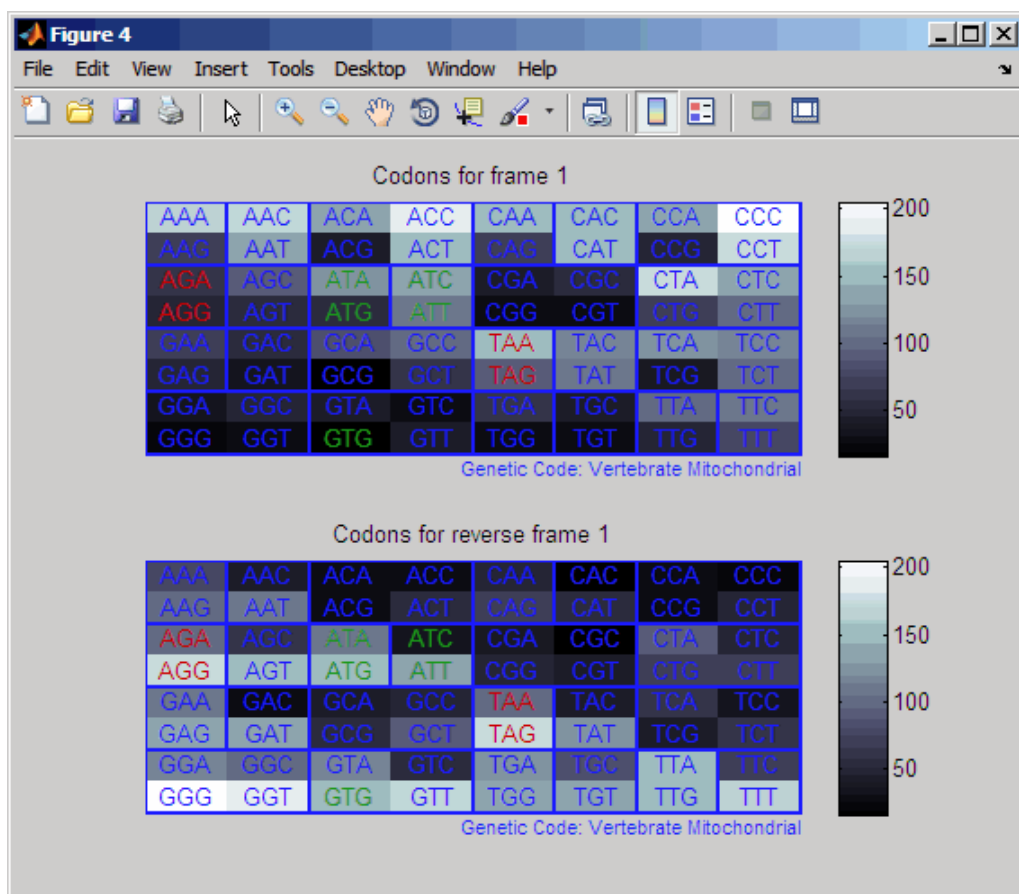 Figure 4
File Edit View Insert Tools Desktop Window Help
Codons for frame 1
AAA AAC ACA ACC CAA CAC CCA CCC
AAG AAT ACG ACT CAG CAT CCG CCT
AGA AGC ATA ATC CGA CGC CTA CTC
AGG AGT ATG ATT CGG CGT CTG CTT
GAA GAC GCA GCC TAA TAC TCA TCC
GAG GAT GCG GCT TAG TAT TCG TCT
GGA GGC GTA GTC TGA TGC TTA TTC
GGG GGT GTG GTT TGG TGT TTG TTT
200
150
100
50
Genetic Code: Vertebrate Mitochondrial
Codons for reverse frame 1
AAA AAC ACA ACC CAA CAC CCA CCC
AAG AAT ACG ACT CAG CAT CCG CCT
AGA AGC ATA ATC CGA CGC CTA CTC
AGG AGT ATG ATT CGG CGT CTG CTT
GAA GAC GCA GCC TAA TAC TCA TCC
GAG GAT GCG GCT TAG TAT TCG TCT
GGA GGC GTA GTC TGA TGC TTA TTC
GGG GGT GTG GTT TGG TGT TTG TTT
200
150
100
50
Genetic Code: Vertebrate Mitochondrial